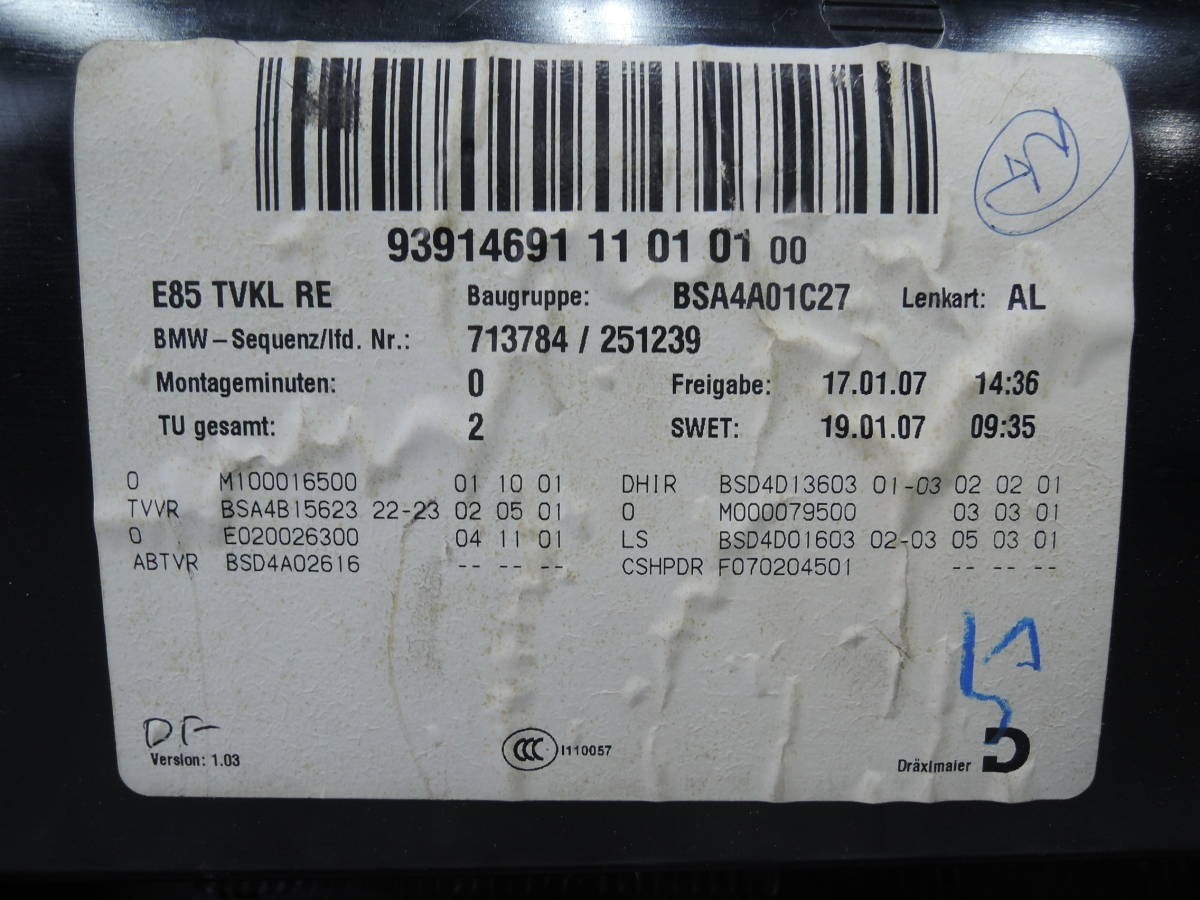 93914691 11 01 01 00
E85 TVKL RE Baugruppe: BSA4A01C27 Lenkart: AL
BMW-Sequenz/lfd. Nr.: 713784 / 251239
Montageminuten: 0 Freigabe: 17.01.07 14:36
TU gesamt: 2 SWET: 19.01.07 09:35
0 M100016500 01 10 01 DHIR BSD4D13603 01-03 02 02 01
TVVR BSA4B15623 22-23 02 05 01 0 M000079500 03 03 01
0 E020026300 04 11 01 LS BSD4D01603 02-03 05 03 01
ABTVR BSD4A02616 -- -- -- CSHPDR F070204501 -- -- --
Version: 1.03 CCC I110057 Dräxlmaier D